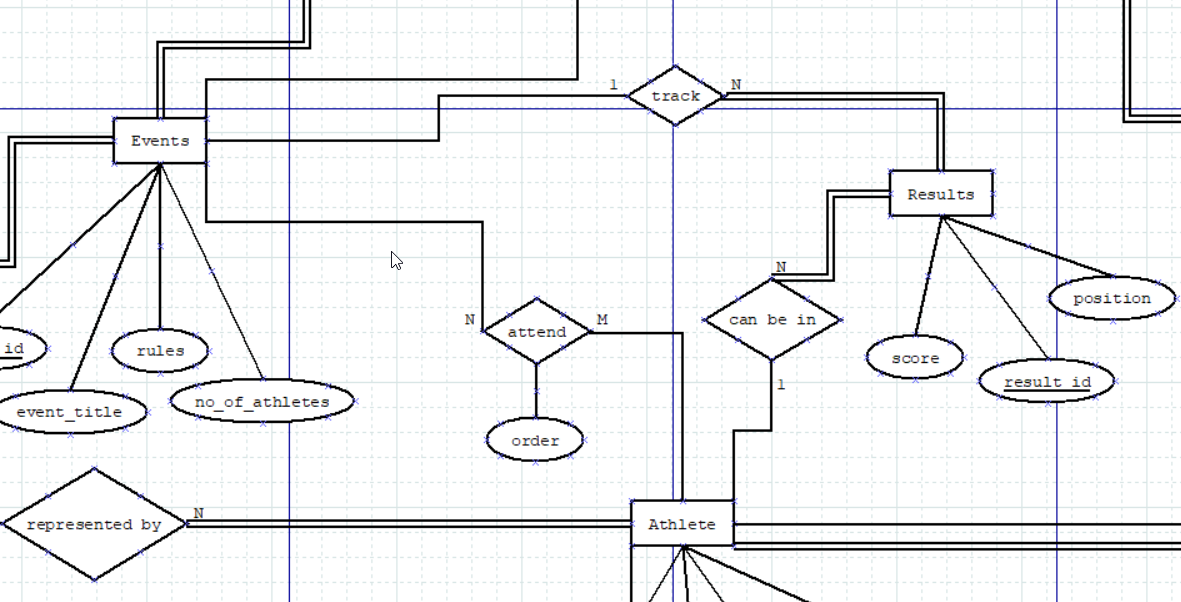 1
N
track
Events
Results
N
position
N
M
attend
can be in
id
rules
score
1
result_id
event_title
no_of_athletes
order
N
represented by
Athlete